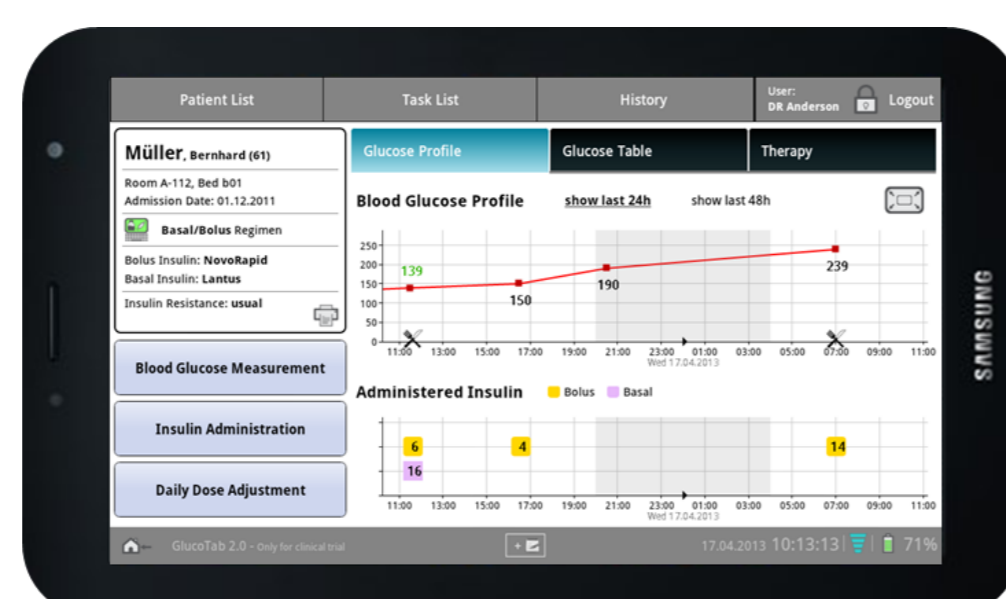 Patient List
Task List
History
User:
DR Anderson
Logout
Müller, Bernhard (61)
Room A-112, Bed b01
Admission Date: 01.12.2011
Basal/Bolus Regimen
Bolus Insulin: NovoRapid
Basal Insulin: Lantus
Insulin Resistance: usual
Blood Glucose Measurement
Insulin Administration
Daily Dose Adjustment
Glucose Profile
Glucose Table
Therapy
Blood Glucose Profile
show last 24h
show last 48h
250
200
150
100
50
0
139
150
190
239
11:00 13:00 15:00 17:00 19:00 21:00 23:00 01:00 03:00 05:00 07:00 09:00 11:00
Wed 17.04.2013
Administered Insulin
Bolus
Basal
6
4
14
16
11:00 13:00 15:00 17:00 19:00 21:00 23:00 01:00 03:00 05:00 07:00 09:00 11:00
Wed 17.04.2013
GlucoTab 2.0 - Only for clinical trial
17.04.2013 10:13:13
71%
SAMSUNG